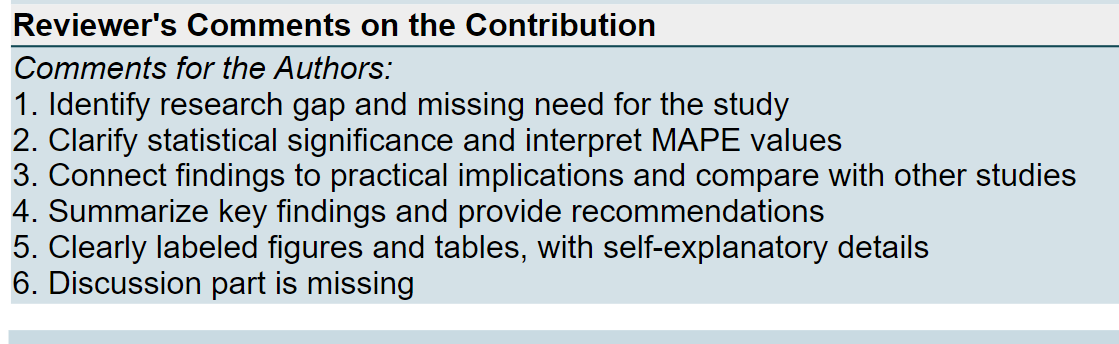 Reviewer's Comments on the Contribution
Comments for the Authors:
1. Identify research gap and missing need for the study
2. Clarify statistical significance and interpret MAPE values
3. Connect findings to practical implications and compare with other studies
4. Summarize key findings and provide recommendations
5. Clearly labeled figures and tables, with self-explanatory details
6. Discussion part is missing